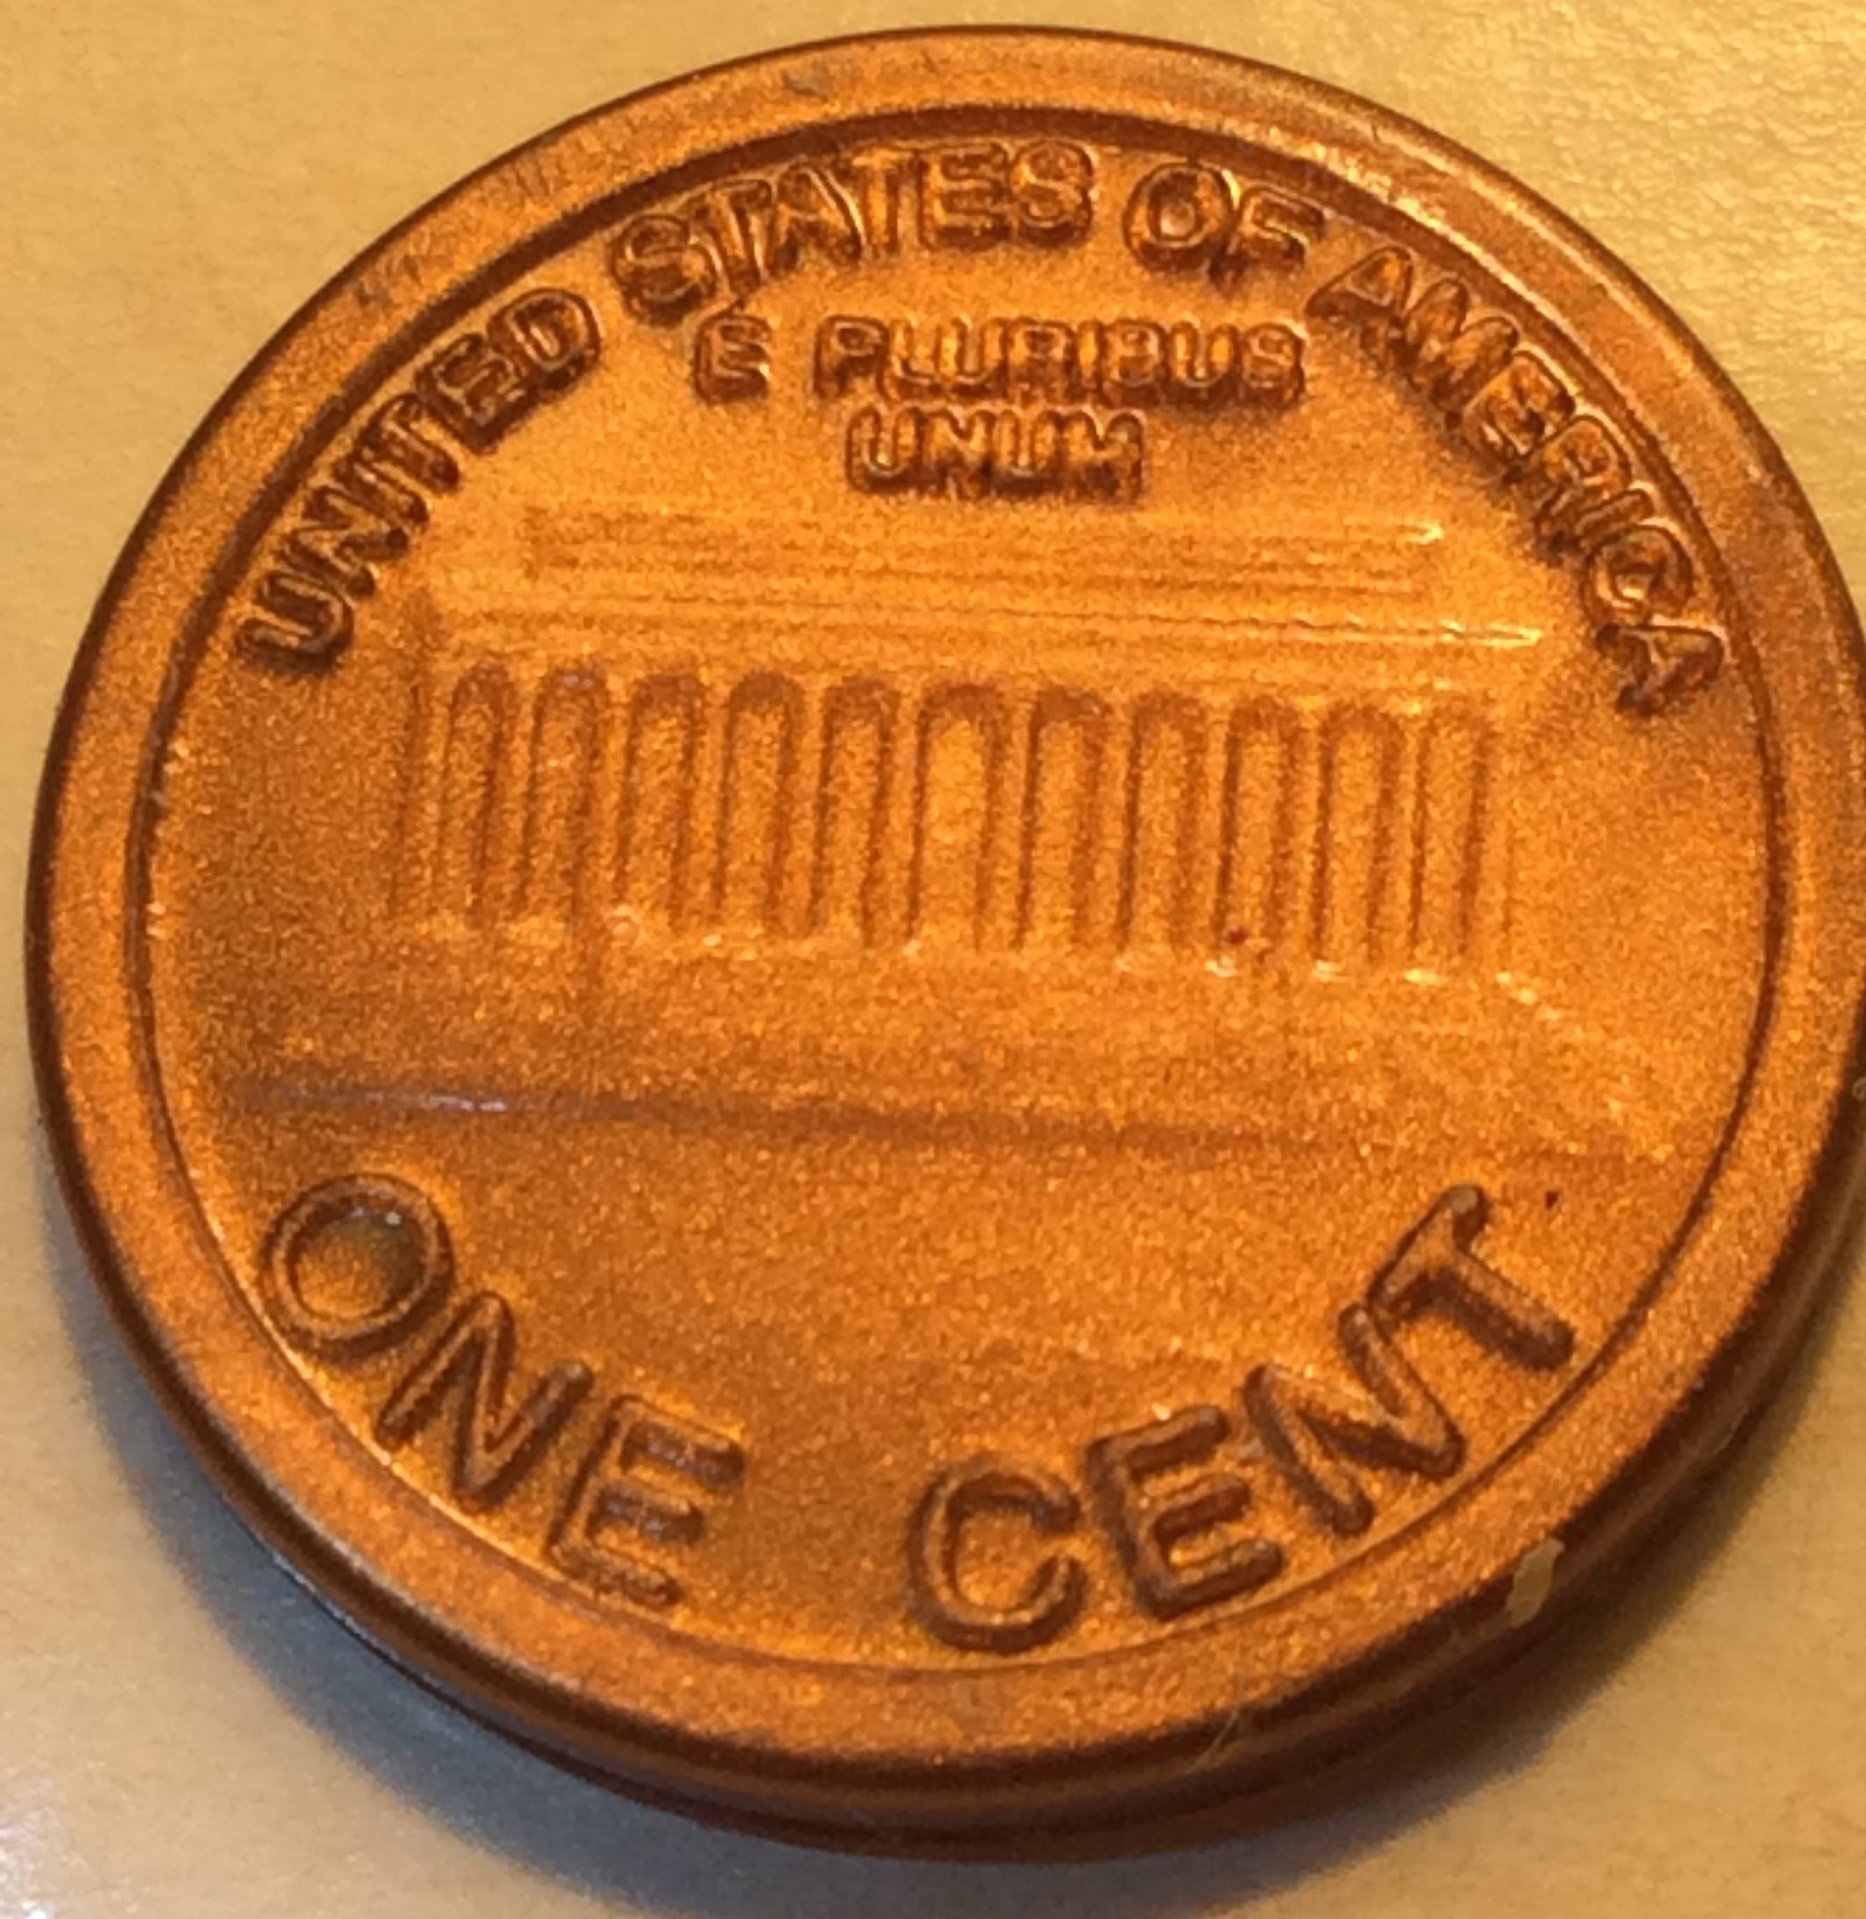 UNITED STATES OF AMERICA
E PLURIBUS
UNUM
ONE CENT